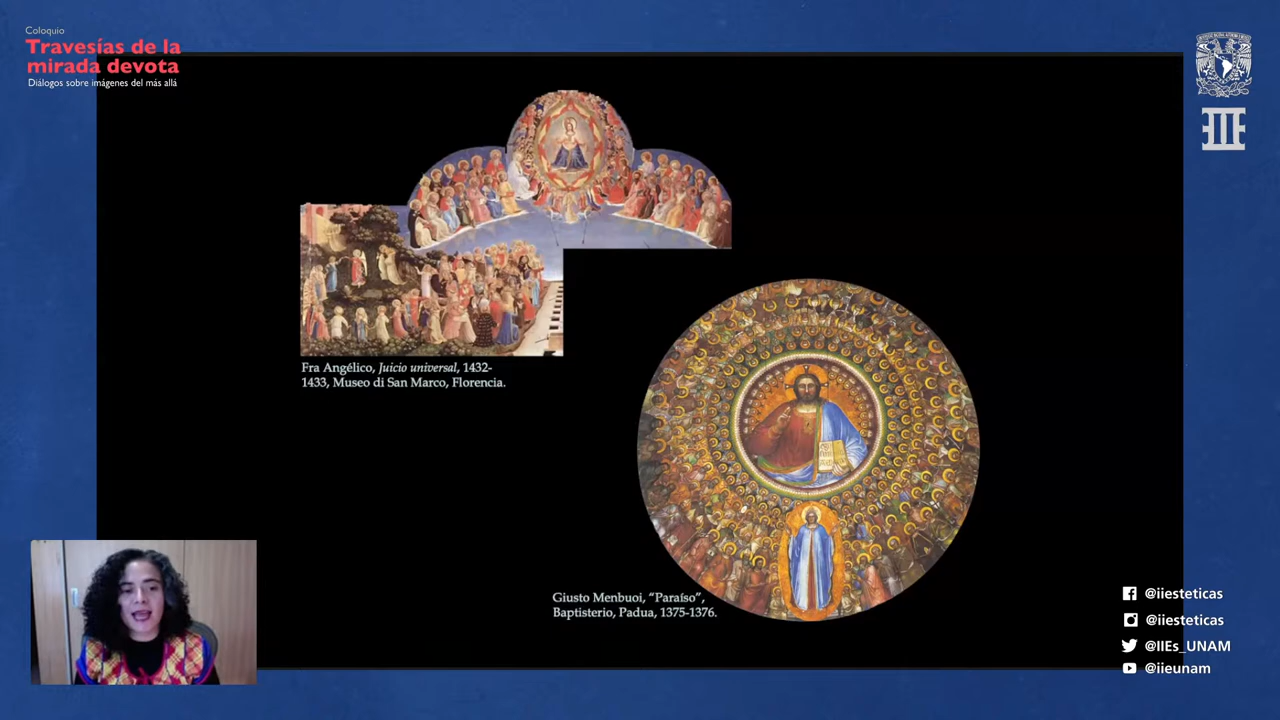 Coloquio
Travesías de la
mirada devota
Diálogos sobre imágenes del más allá
Fra Angélico, Juicio universal, 1432-
1433, Museo di San Marco, Florencia.
Giusto Menbuoi, “Paraíso”,
Baptisterio, Padua, 1375-1376.
@iiesteticas
@iiesteticas
@IIEs_UNAM
@iieunam